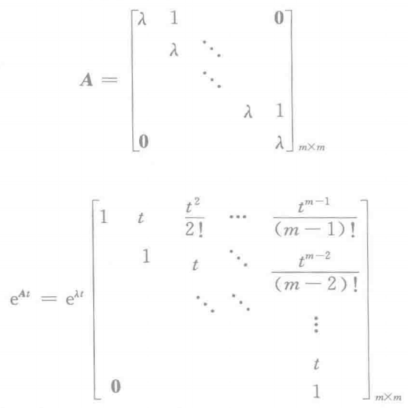 A = [ λ 1 0
λ ⋱
⋱
λ 1
0 λ ] m×m
e^{At} = e^{λt} [ 1 t t²/2! ⋯ t^{m−1}/(m−1)!
1 t ⋱ t^{m−2}/(m−2)!
⋱ ⋱
⋮
t
0 1 ] m×m